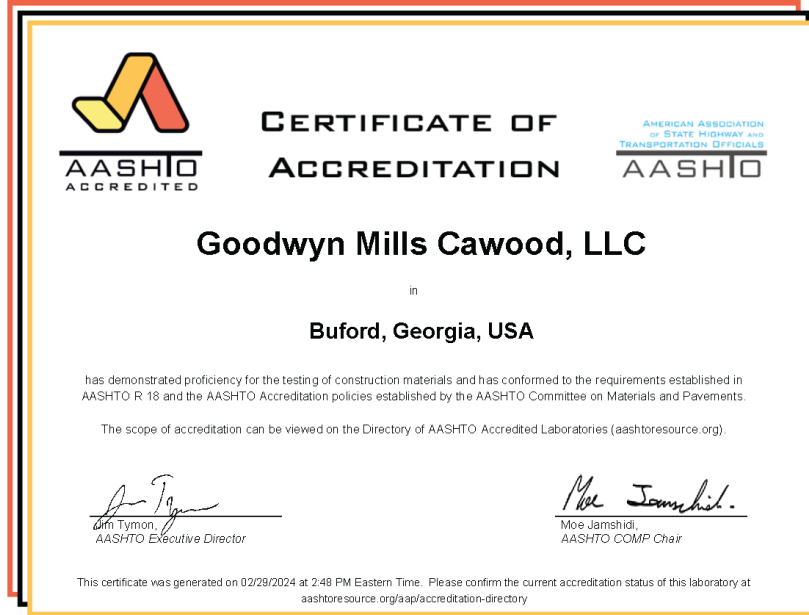 CERTIFICATE OF
ACCREDITATION
AASHTO
ACCREDITED
AMERICAN ASSOCIATION
OF STATE HIGHWAY AND
TRANSPORTATION OFFICIALS
AASHTO
Goodwyn Mills Cawood, LLC
in
Buford, Georgia, USA
has demonstrated proficiency for the testing of construction materials and has conformed to the requirements established in
AASHTO R 18 and the AASHTO Accreditation policies established by the AASHTO Committee on Materials and Pavements.
The scope of accreditation can be viewed on the Directory of AASHTO Accredited Laboratories (aashtoresource.org).
Jim Tymon
Jim Tymon,
AASHTO Executive Director
Moe Jamshidi
Moe Jamshidi,
AASHTO COMP Chair
This certificate was generated on 02/29/2024 at 2:48 PM Eastern Time. Please confirm the current accreditation status of this laboratory at
aashtoresource.org/aap/accreditation-directory